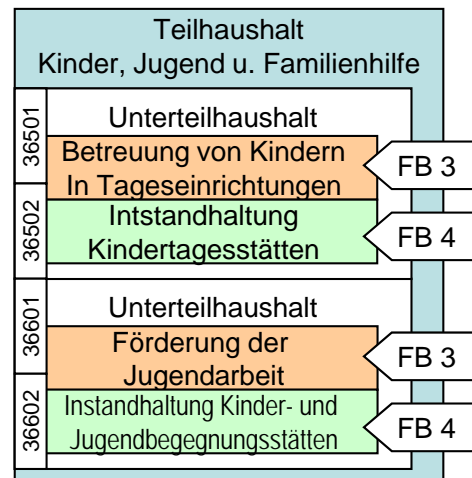 Teilhaushalt
Kinder, Jugend u. Familienhilfe
36501
Unterteilhaushalt
Betreuung von Kindern
In Tageseinrichtungen
FB 3
36502
Intstandhaltung
Kindertagesstätten
FB 4
36601
Unterteilhaushalt
Förderung der
Jugendarbeit
FB 3
36602
Instandhaltung Kinder- und
Jugendbegegnungsstätten
FB 4